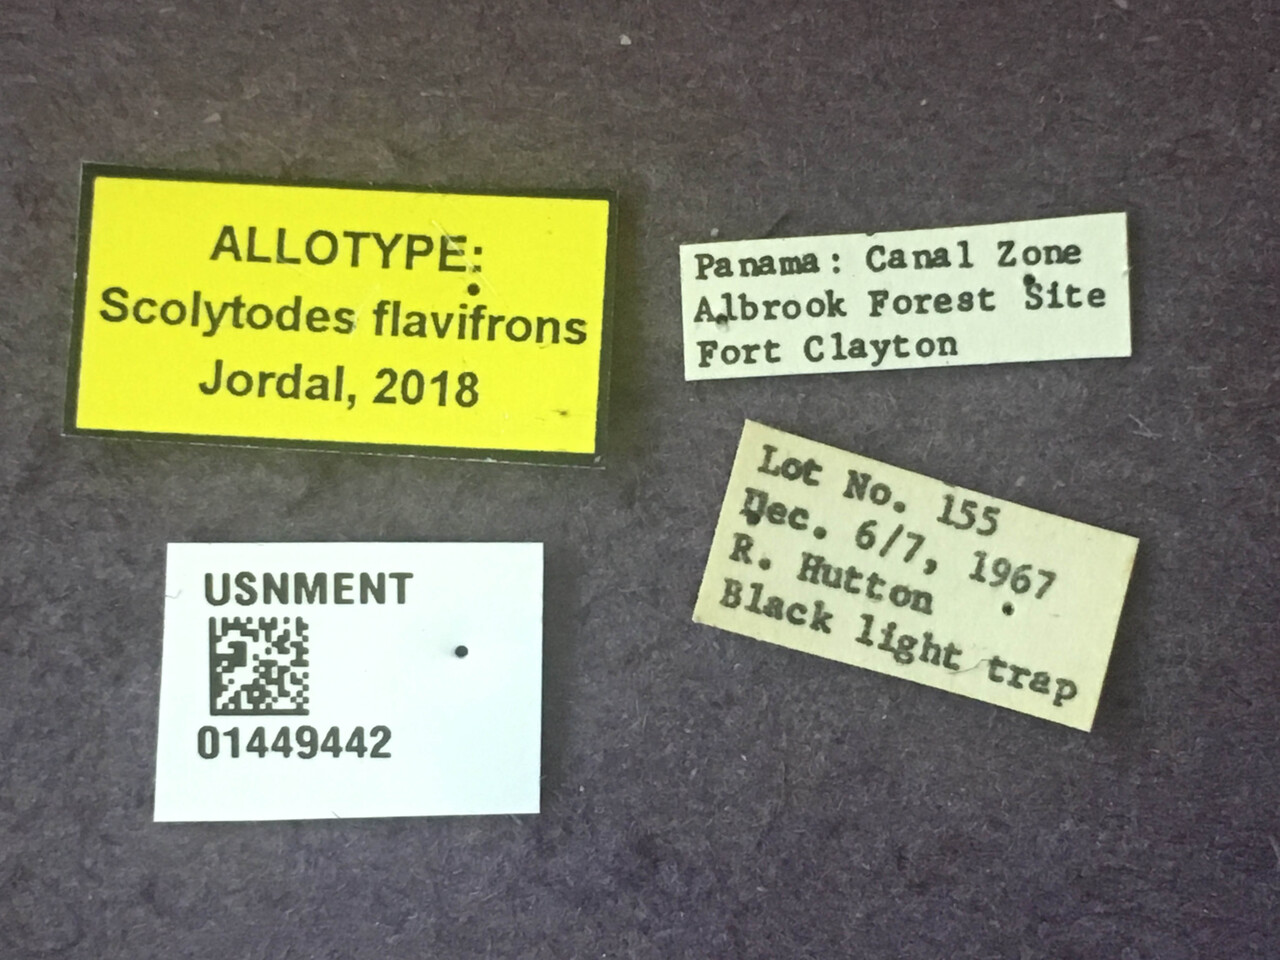 ALLOTYPE:
Scolytodes flavifrons
Jordal, 2018
Panama: Canal Zone
Albrook Forest Site
Fort Clayton
Lot No. 155
Dec. 6/7, 1967
R. Hutton
Black light trap
USNMENT
01449442